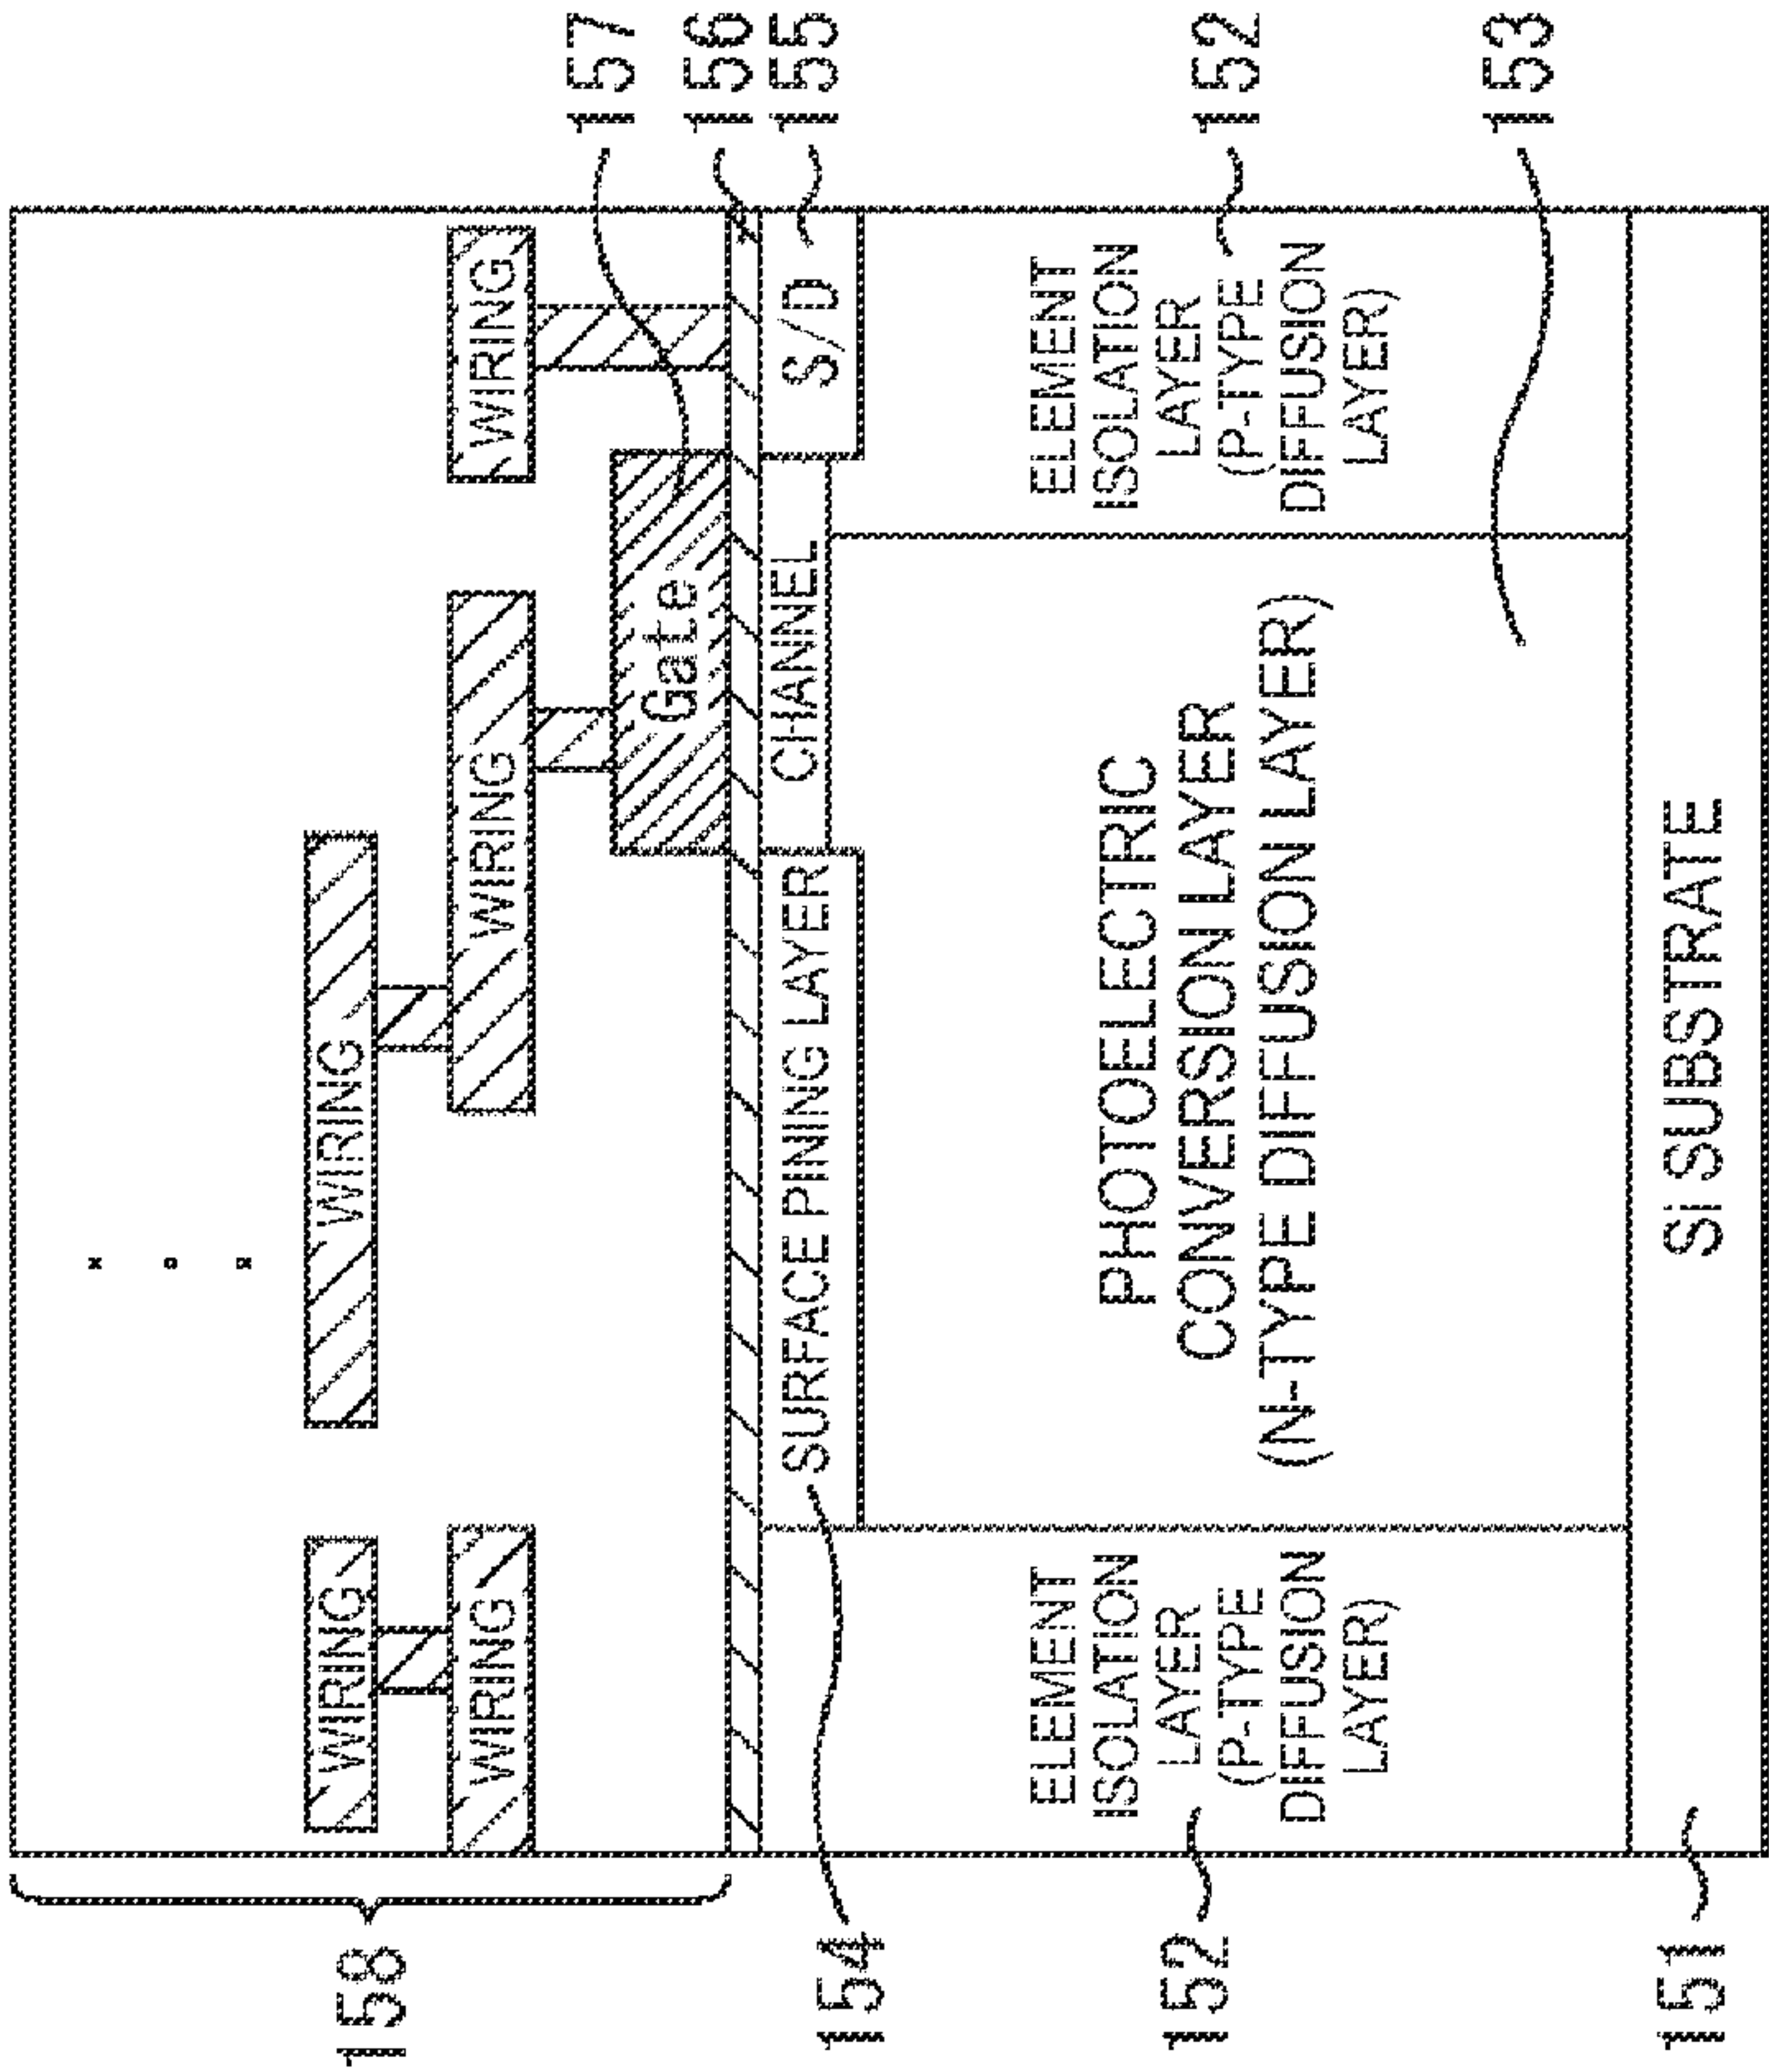 158
WIRING
WIRING
WIRING
WIRING
WIRING
Gate
157
156
155
154
SURFACE PINING LAYER
CHANNEL
S/D
152
ELEMENT
ISOLATION
LAYER
(P-TYPE
DIFFUSION
LAYER)
PHOTOELECTRIC
CONVERSION LAYER
(N-TYPE DIFFUSION LAYER)
ELEMENT
ISOLATION
LAYER
(P-TYPE
DIFFUSION
LAYER)
152
153
151
Si SUBSTRATE